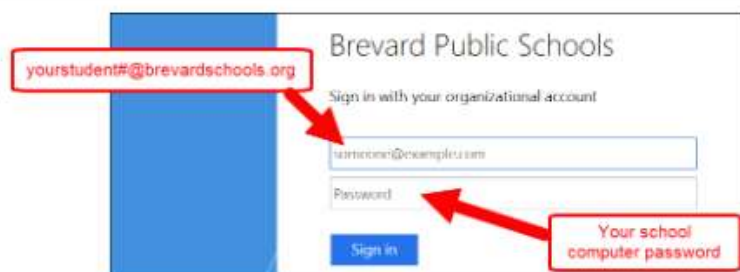 Brevard Public Schools
yourstudent#@brevardschools.org
Sign in with your organizational account
someone@example.com
Password
Your school
computer password
Sign in